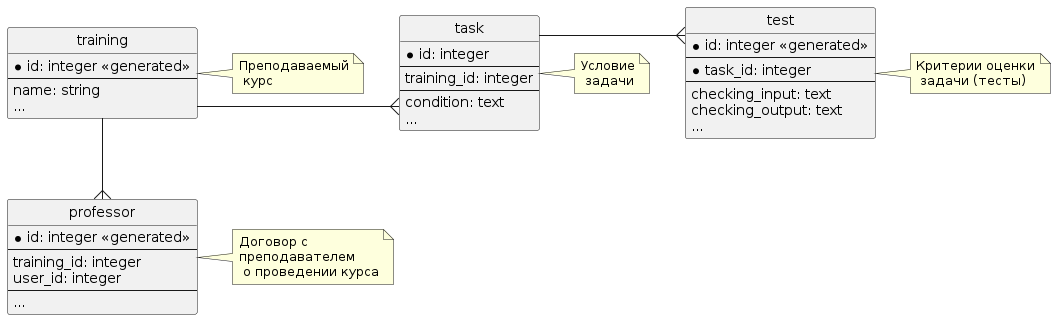 training
id: integer «generated»
name: string
...
Преподаваемый
курс
task
id: integer
training_id: integer
condition: text
...
Условие
задачи
test
id: integer «generated»
task_id: integer
checking_input: text
checking_output: text
...
Критерии оценки
задачи (тесты)
professor
id: integer «generated»
training_id: integer
user_id: integer
...
Договор с
преподавателем
о проведении курса